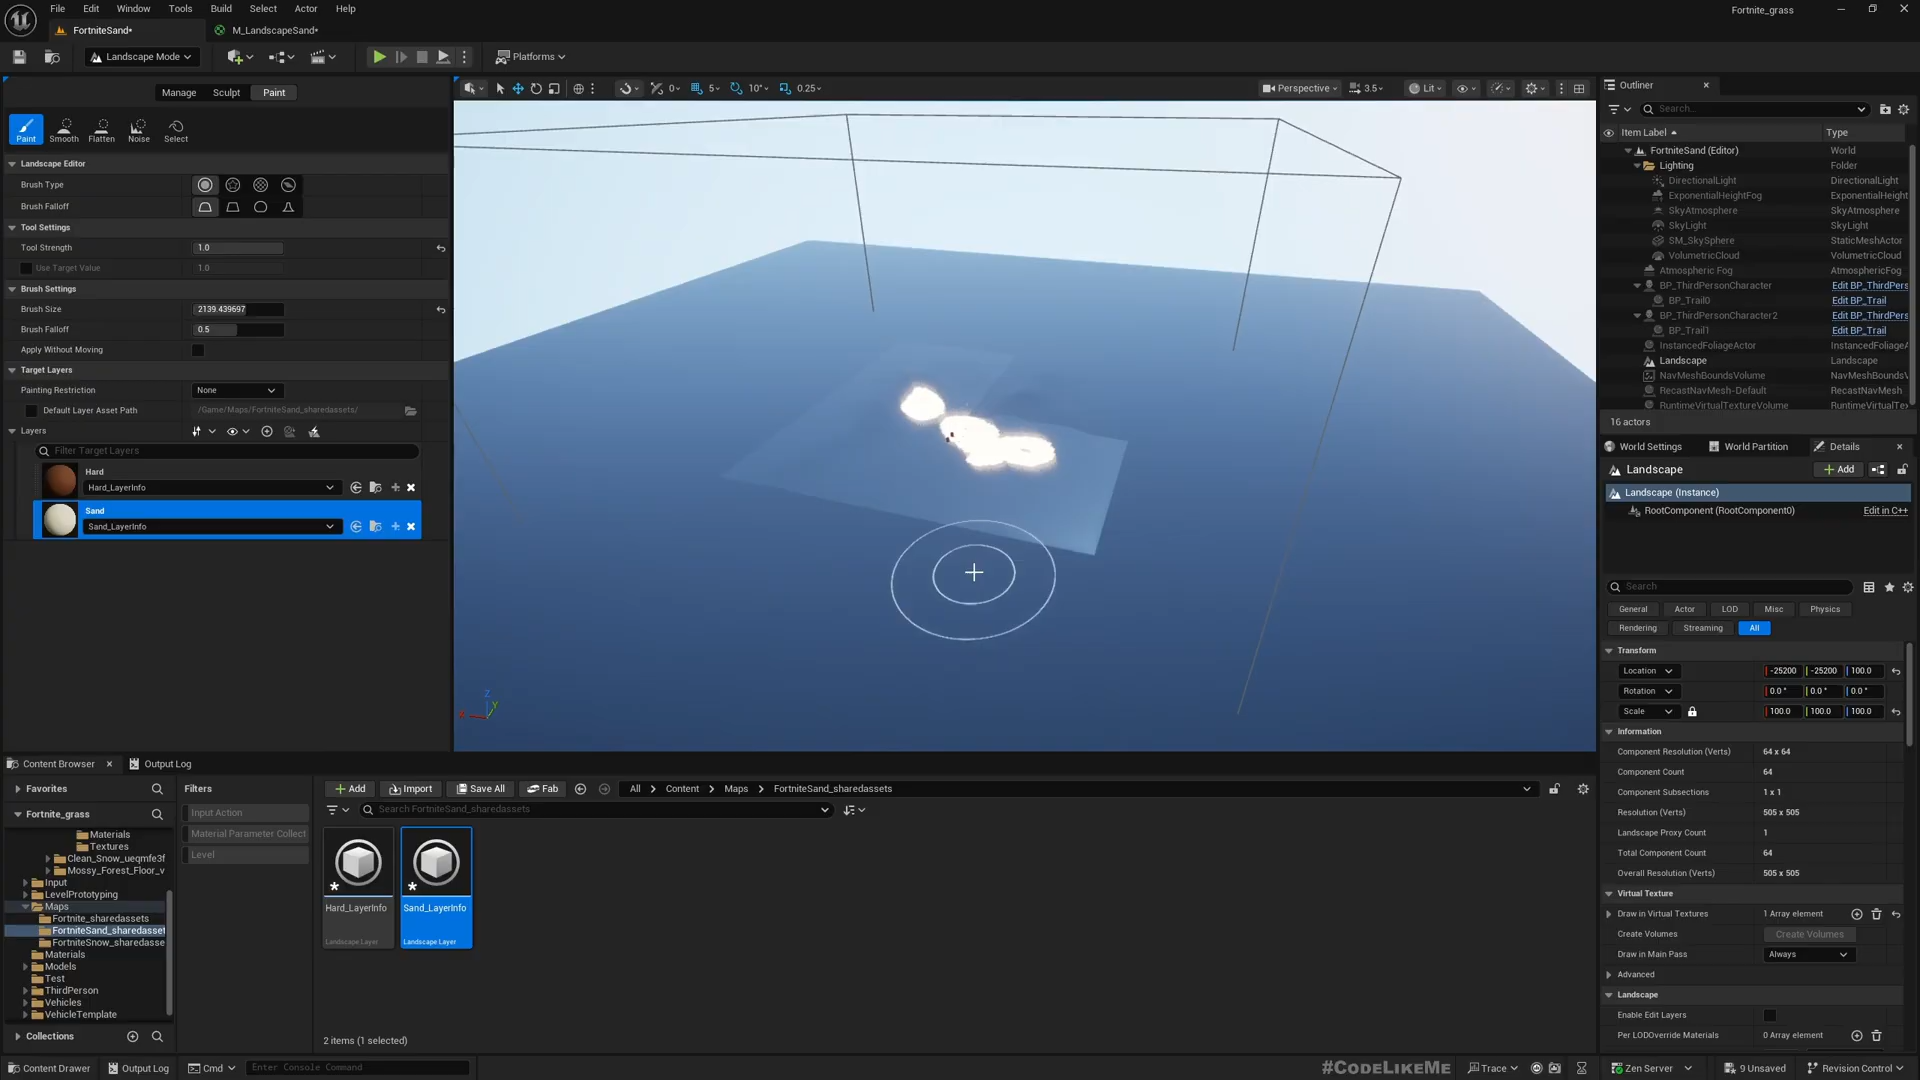 File Edit Window Tools Build Select Actor Help
Fortnite_grass
FortniteSand*
M_LandscapeSand*
Landscape Mode
Platforms
Manage Sculpt Paint
Paint Smooth Flatten Noise Select
Landscape Editor
Brush Type
Brush Falloff
Tool Settings
Tool Strength 1.0
Use Target Value 1.0
Brush Settings
Brush Size 2139.439697
Brush Falloff 0.5
Apply Without Moving
Target Layers
Painting Restriction None
Default Layer Asset Path /Game/Maps/FortniteSand_sharedassets/
Layers
Filter Target Layers
Hard
Hard_LayerInfo
Sand
Sand_LayerInfo
0 5 10° 0.25
Perspective 3.5 Lit
Z
Y
X
Outliner
Search...
Item Label Type
FortniteSand (Editor) World
Lighting Folder
DirectionalLight DirectionalLight
ExponentialHeightFog ExponentialHeight
SkyAtmosphere SkyAtmosphere
SkyLight SkyLight
SM_SkySphere StaticMeshActor
VolumetricCloud VolumetricCloud
Atmospheric Fog AtmosphericFog
BP_ThirdPersonCharacter Edit BP_ThirdPers
BP_Trail0 Edit BP_Trail
BP_ThirdPersonCharacter2 Edit BP_ThirdPers
BP_Trail1 Edit BP_Trail
InstancedFoliageActor InstancedFoliage
Landscape Landscape
NavMeshBoundsVolume NavMeshBoundsV
RecastNavMesh-Default RecastNavMesh
RuntimeVirtualTextureVolume RuntimeVirtualTex
16 actors
World Settings World Partition Details
Landscape Add
Landscape (Instance)
RootComponent (RootComponent0) Edit in C++
Search
General Actor LOD Misc Physics
Rendering Streaming All
Transform
Location -25200 -25200 100.0
Rotation 0.0 ° 0.0 ° 0.0 °
Scale 100.0 100.0 100.0
Information
Component Resolution (Verts) 64 x 64
Component Count 64
Component Subsections 1 x 1
Resolution (Verts) 505 x 505
Landscape Proxy Count 1
Total Component Count 64
Overall Resolution (Verts) 505 x 505
Virtual Texture
Draw in Virtual Textures 1 Array element
Create Volumes Create Volumes
Draw in Main Pass Always
Advanced
Landscape
Enable Edit Layers
Per LODOverride Materials 0 Array element
Content Browser Output Log
Favorites
Fortnite_grass
Materials
Textures
Clean_Snow_ueqmfe3f
Mossy_Forest_Floor_v
Input
LevelPrototyping
Maps
Fortnite_sharedassets
FortniteSand_sharedasset
FortniteSnow_sharedasse
Materials
Models
Test
ThirdPerson
Vehicles
VehicleTemplate
Collections
Filters
Input Action
Material Parameter Collect
Level
Add Import Save All Fab All Content Maps FortniteSand_sharedassets
Search FortniteSand_sharedassets
Hard_LayerInfo
Landscape Layer
Sand_LayerInfo
Landscape Layer
2 items (1 selected)
Content Drawer Output Log Cmd Enter Console Command
#CodeLikeMe
Trace Zen Server 9 Unsaved Revision Control